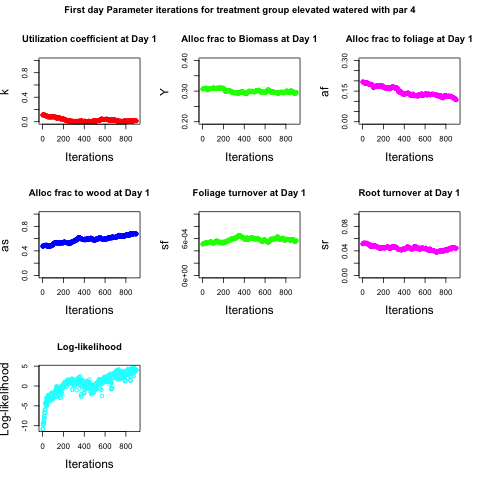 First day Parameter iterations for treatment group elevated watered with par 4
Utilization coefficient at Day 1
Alloc frac to Biomass at Day 1
Alloc frac to foliage at Day 1
k
0.0 0.4 0.8
0 200 400 600 800
Iterations
Y
0.20 0.30 0.40
0 200 400 600 800
Iterations
af
0.00 0.15 0.30
0 200 400 600 800
Iterations
Alloc frac to wood at Day 1
Foliage turnover at Day 1
Root turnover at Day 1
as
0.0 0.4 0.8
0 200 400 600 800
Iterations
sf
0e+00 6e-04
0 200 400 600 800
Iterations
sr
0.00 0.04 0.08
0 200 400 600 800
Iterations
Log-likelihood
Log-likelihood
-10 -5 0 5
0 200 400 600 800
Iterations